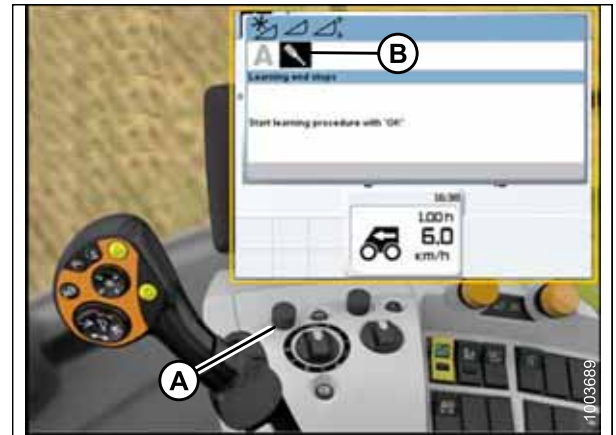 A
B
Learning end stops
Start learning procedure with "OK"
16:30
1.00 h
6.0
km/h
A
1003689